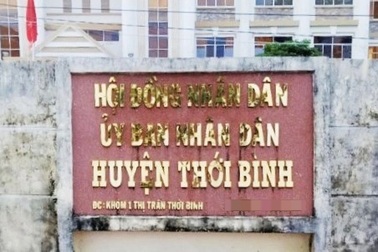 HỘI ĐỒNG NHÂN DÂN
ỦY BAN NHÂN DÂN
HUYỆN THỚI BÌNH
ĐC: KHÓM 1 THỊ TRẤN THỚI BÌNH